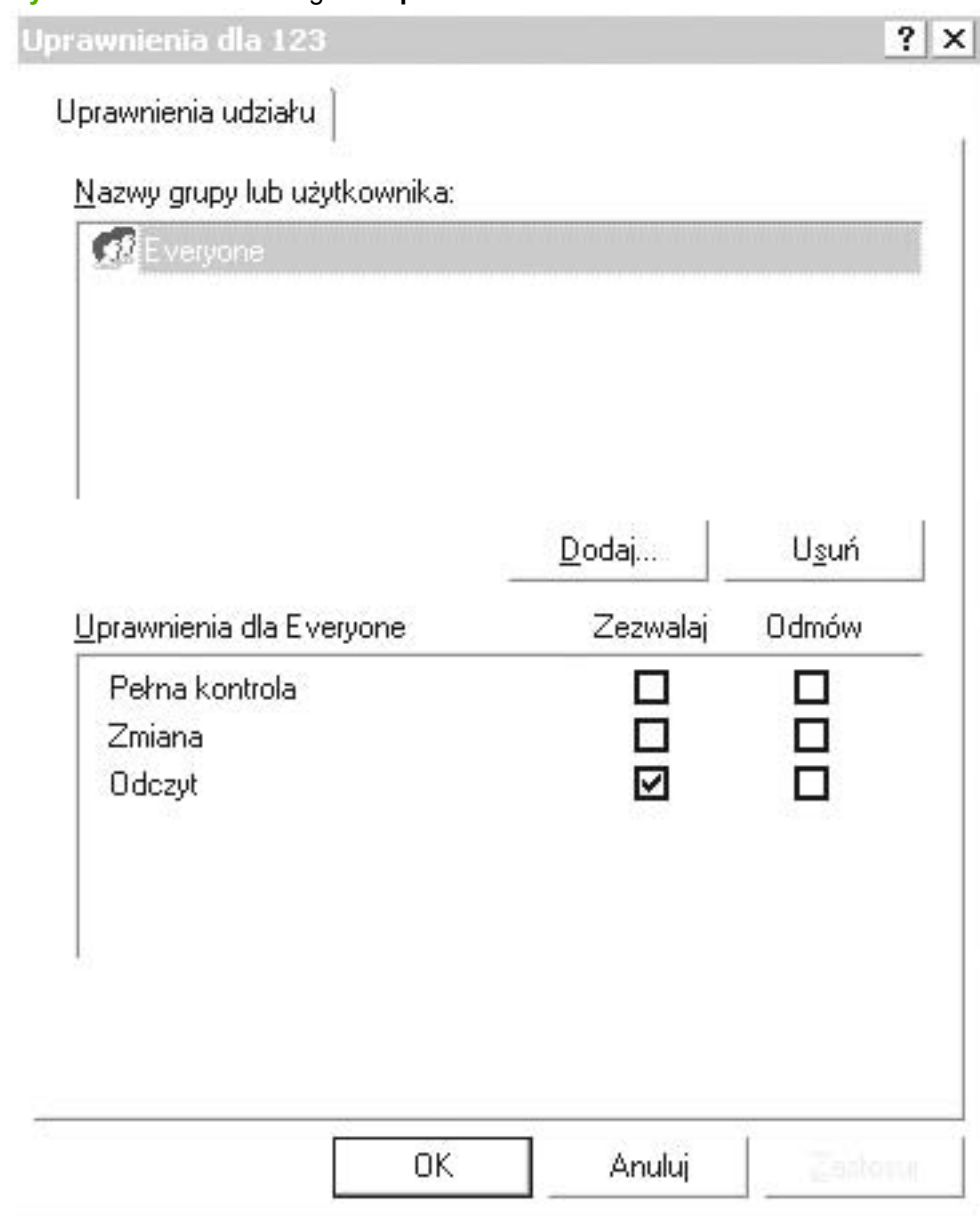 Uprawnienia dla 123
Uprawnienia udziału
Nazwy grupy lub użytkownika:
Everyone
Dodaj... Usuń
Uprawnienia dla Everyone Zezwalaj Odmów
Pełna kontrola
Zmiana
Odczyt
OK Anuluj Zastosuj